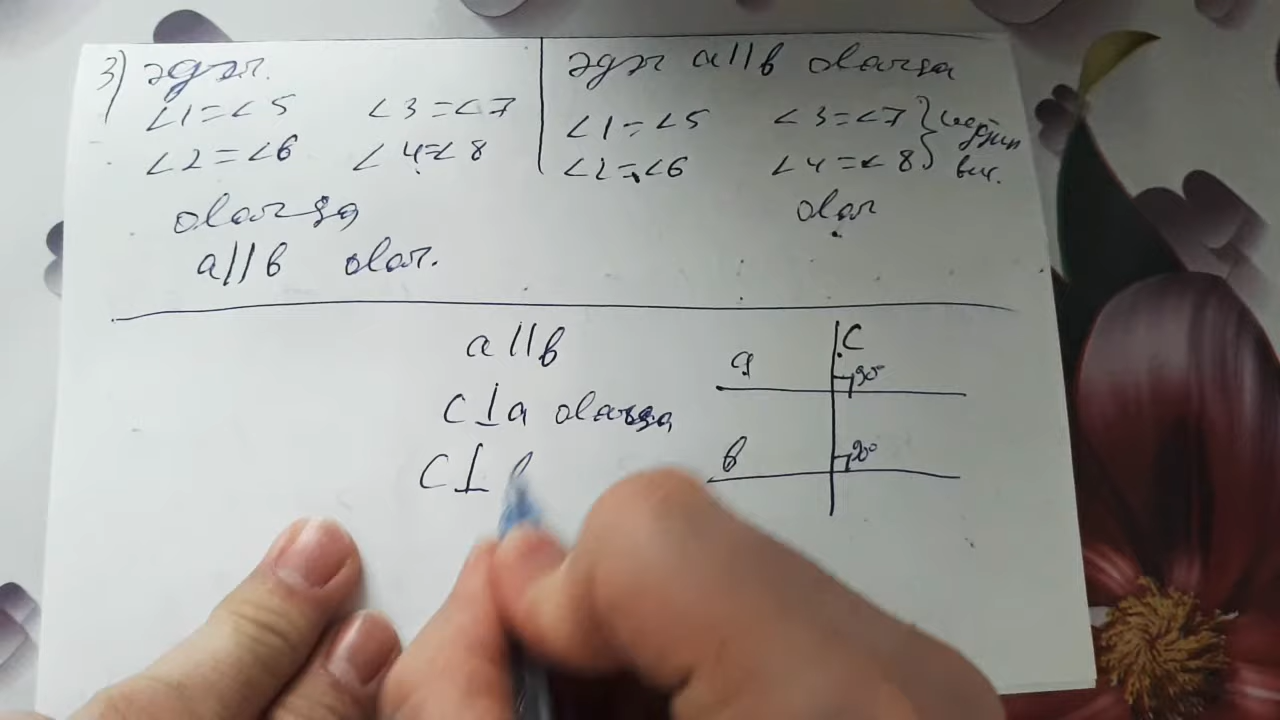 3) əgər.
∠1=∠5 ∠3=∠7
∠2=∠6 ∠4=∠8
olarsa
a//b olar.
əgər a//b olarsa
∠1=∠5 ∠3=∠7
∠2=∠6 ∠4=∠8
olar
a//b
c⊥a olarsa
c⊥b
c
a 90°
b 90°